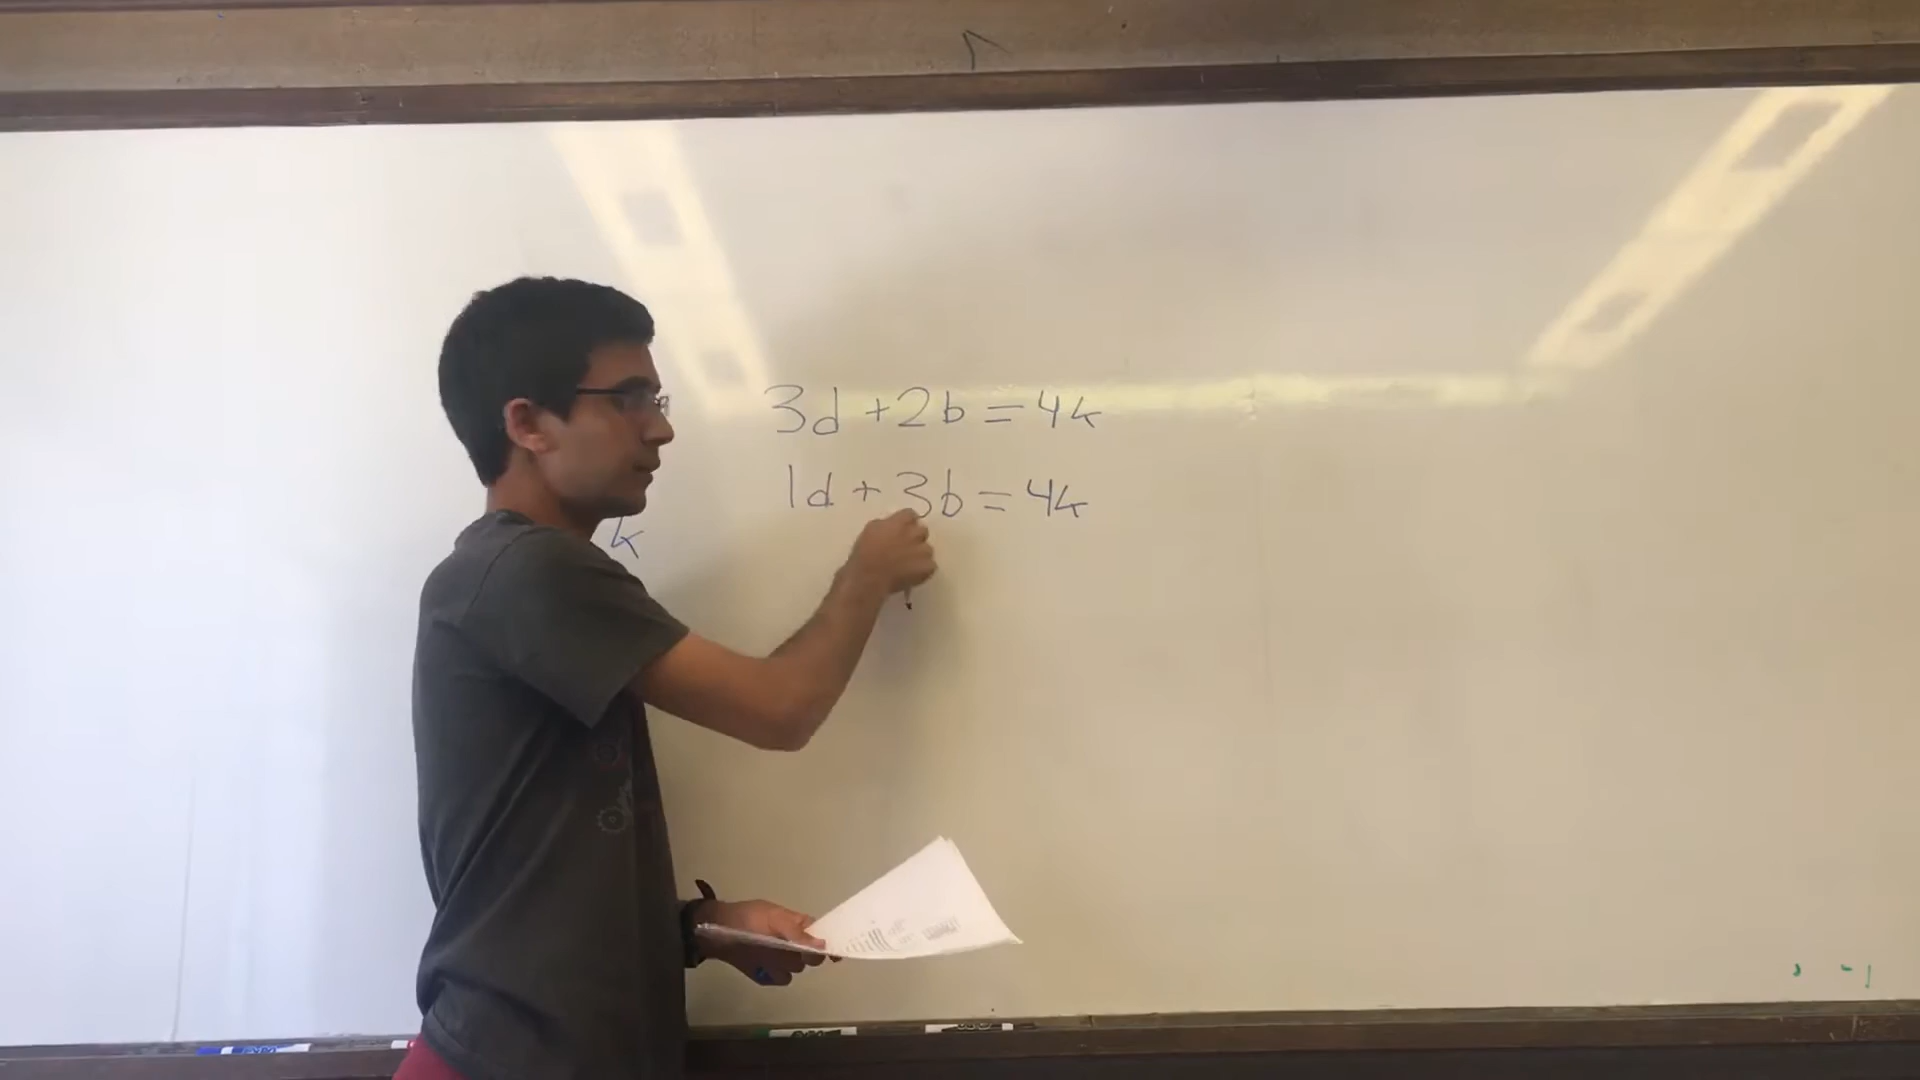 3d + 2b = 4k
1d + 3b = 4k
k